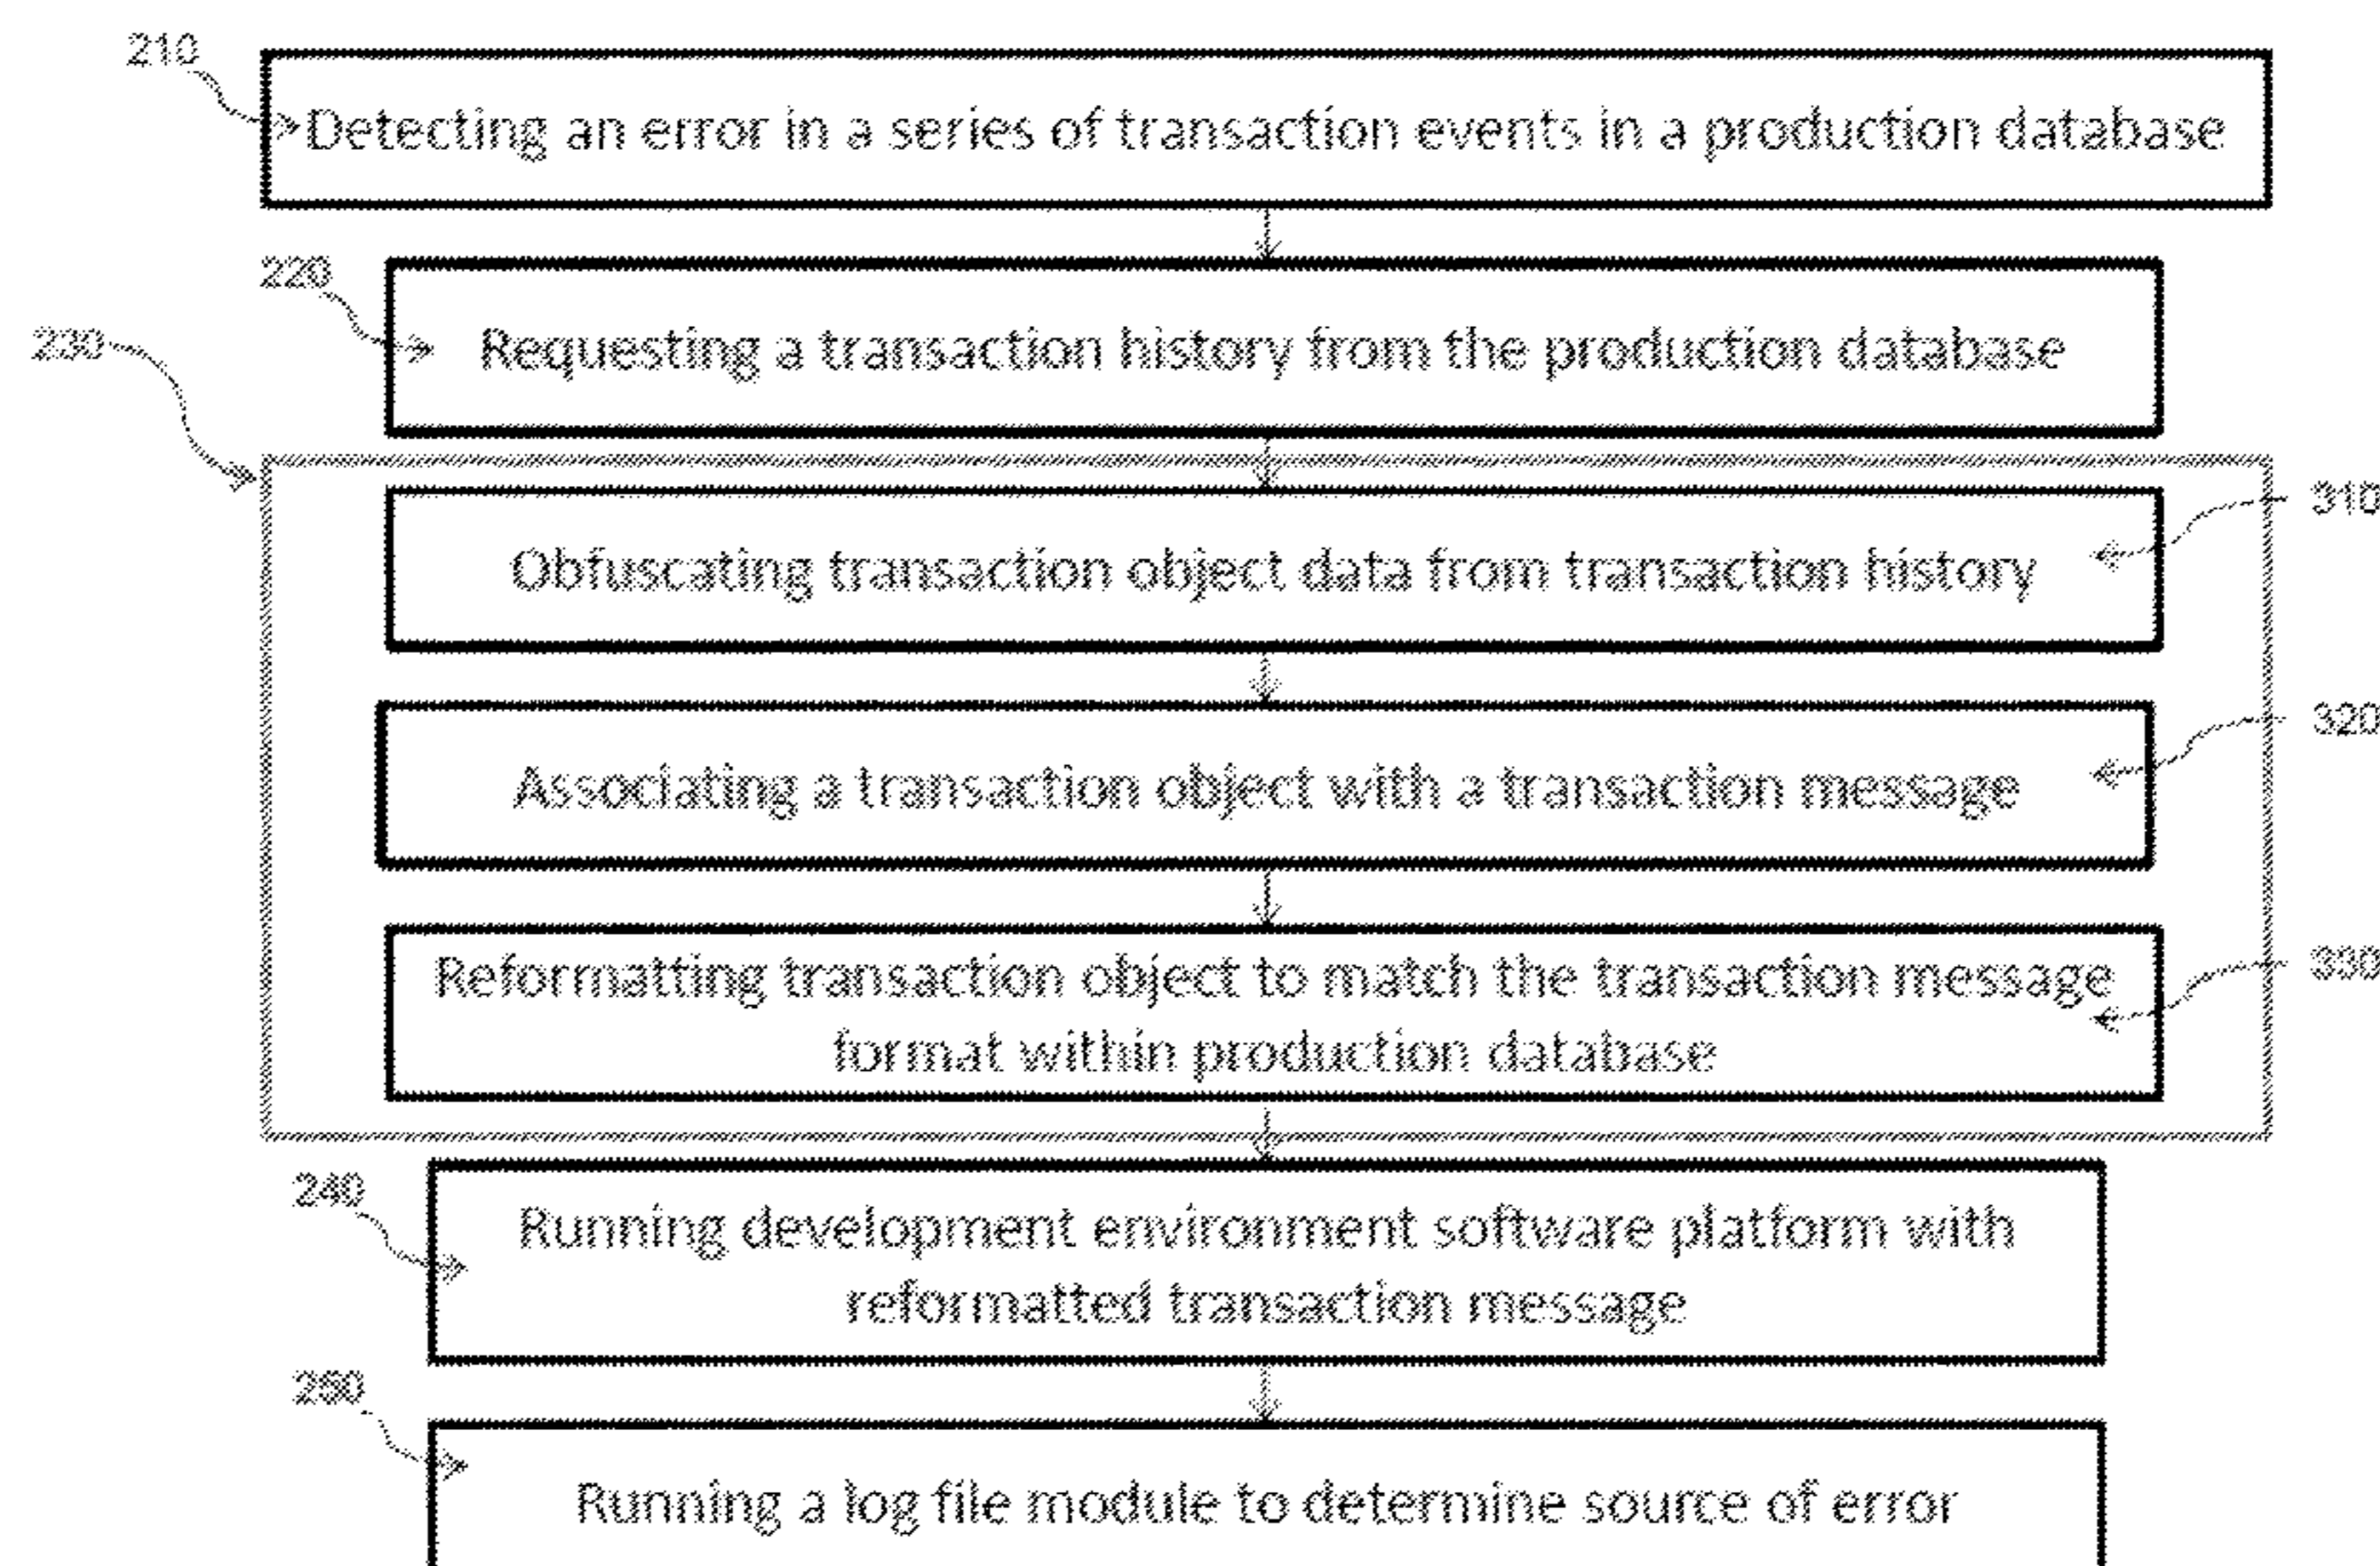 210
Detecting an error in a series of transaction events in a production database
220
Requesting a transaction history from the production database
230
310
Obfuscating transaction object data from transaction history
320
Associating a transaction object with a transaction message
330
Reformatting transaction object to match the transaction message
format within production database
240
Running development environment software platform with
reformatted transaction message
250
Running a log file module to determine source of error